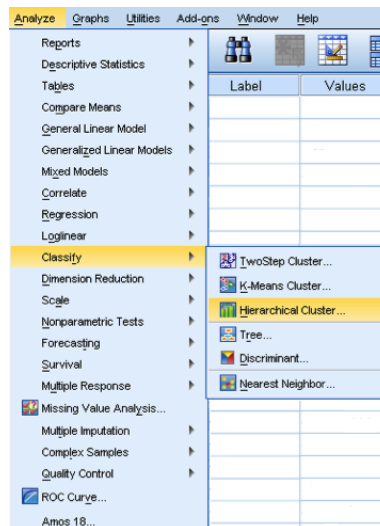 Analyze Graphs Utilities Add-ons Window Help
Reports
Descriptive Statistics
Tables
Label Values
Compare Means
General Linear Model
Generalized Linear Models
Mixed Models
Correlate
Regression
Loglinear
Classify
TwoStep Cluster...
K-Means Cluster...
Hierarchical Cluster...
Tree...
Discriminant...
Nearest Neighbor...
Dimension Reduction
Scale
Nonparametric Tests
Forecasting
Survival
Multiple Response
Missing Value Analysis...
Multiple Imputation
Complex Samples
Quality Control
ROC Curve...
Amos 18...